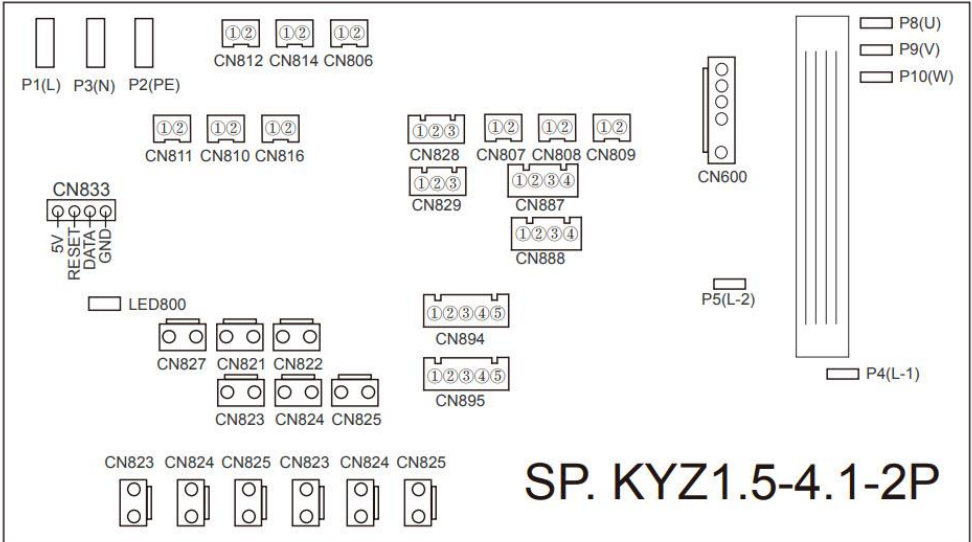 P1(L) P3(N) P2(PE)
①② ①② ①②
CN812 CN814 CN806
P8(U)
P9(V)
P10(W)
①② ①② ①②
CN811 CN810 CN816
①②③ ①② ①② ①②
CN828 CN807 CN808 CN809
①②③ ①②③④
CN829 CN887
①②③④
CN888
CN600
CN833
5V
RESET
DATA
GND
LED800
P5(L-2)
CN827 CN821 CN822
①②③④⑤
CN894
①②③④⑤
CN895
P4(L-1)
CN823 CN824 CN825
CN823 CN824 CN825 CN823 CN824 CN825
SP. KYZ1.5-4.1-2P